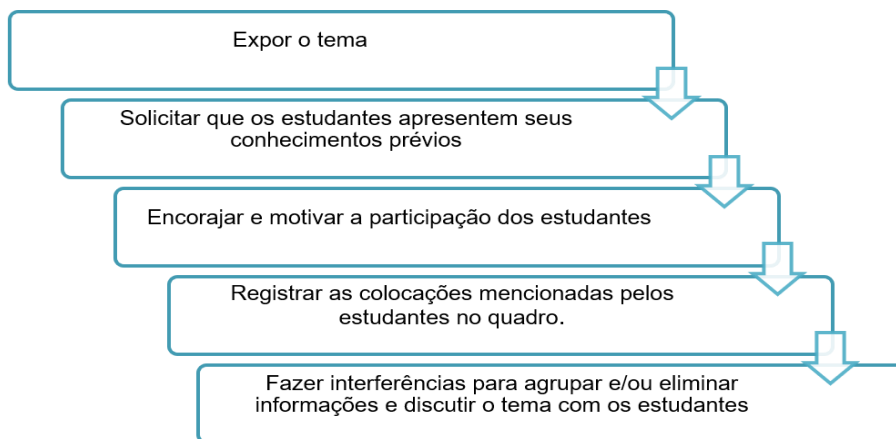 Expor o tema
Solicitar que os estudantes apresentem seus
conhecimentos prévios
Encorajar e motivar a participação dos estudantes
Registrar as colocações mencionadas pelos
estudantes no quadro.
Fazer interferências para agrupar e/ou eliminar
informações e discutir o tema com os estudantes